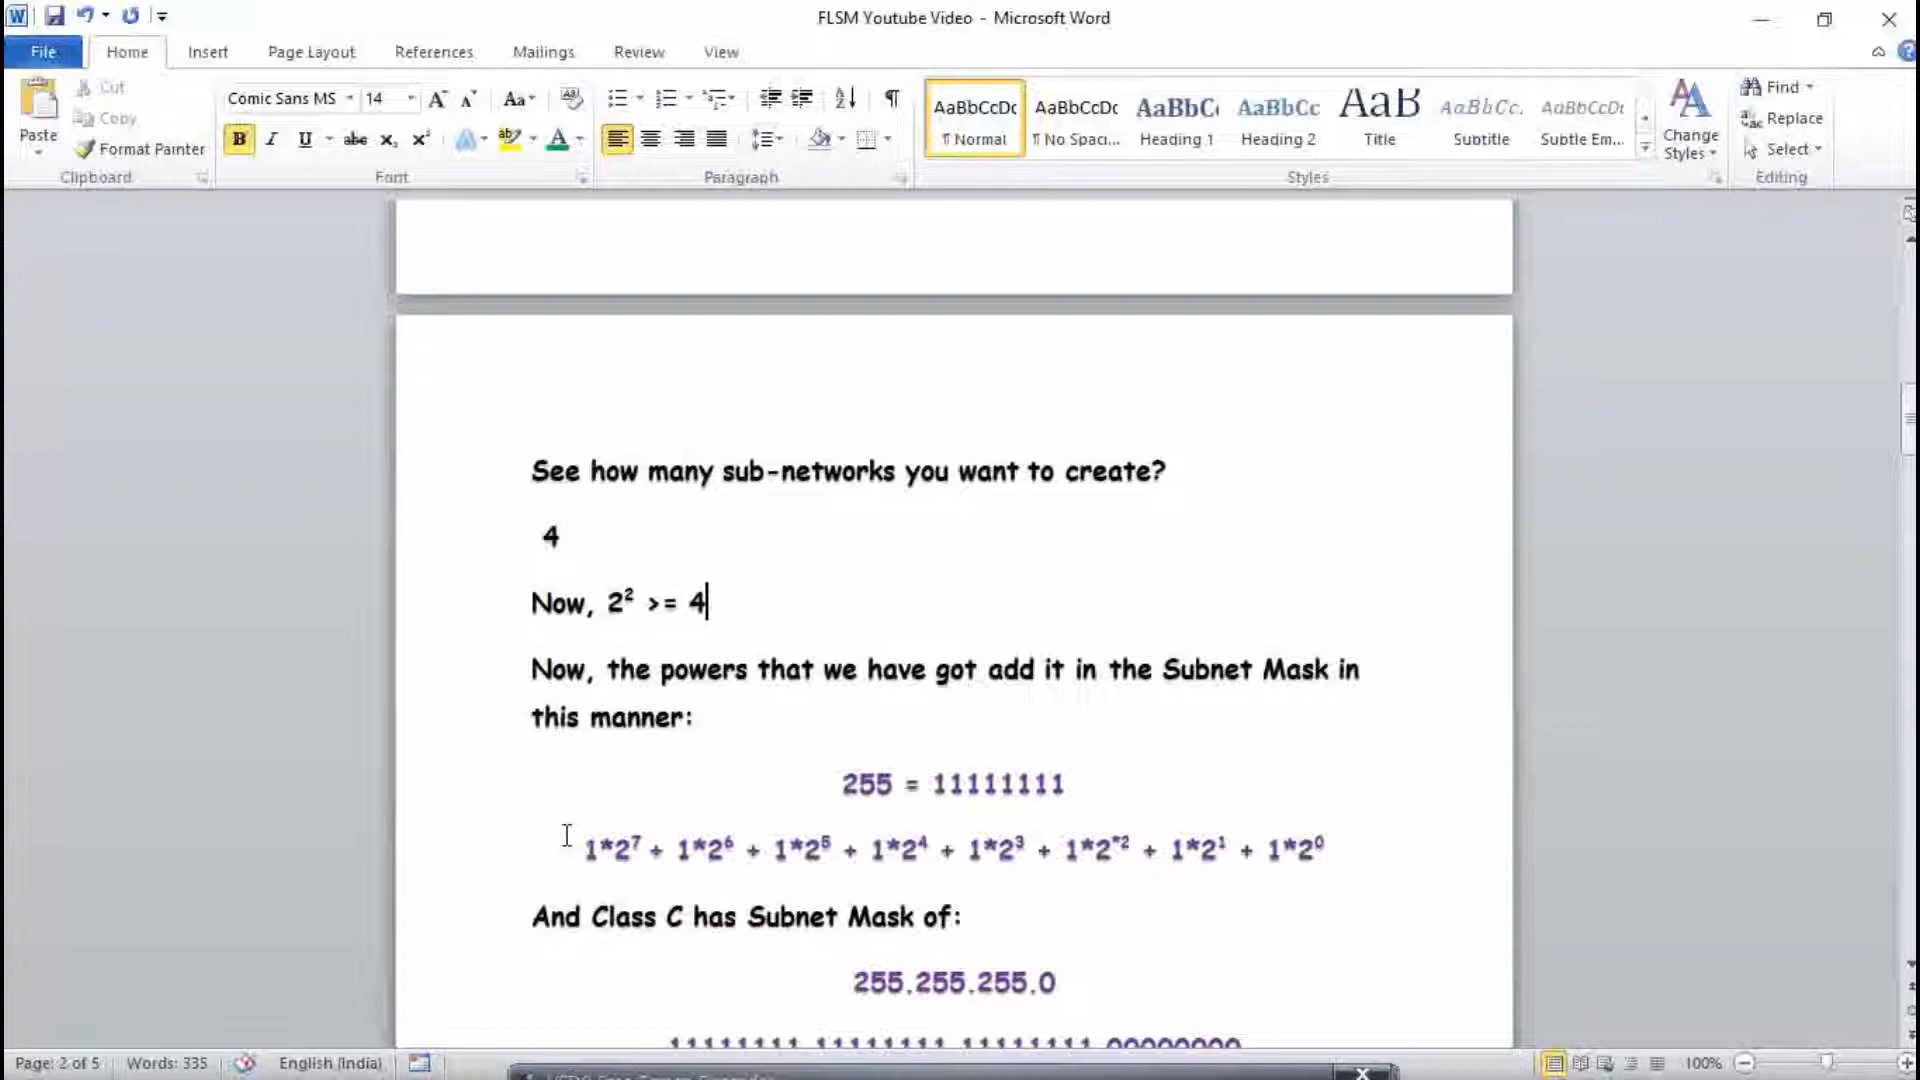 FLSM Youtube Video - Microsoft Word
File Home Insert Page Layout References Mailings Review View
Paste
Cut
Copy
Format Painter
Clipboard
Comic Sans MS 14
Font
Paragraph
AaBbCcDc AaBbCcDc AaBbC AaBbCc AaB AaBbCc. AaBbCcDc
¶ Normal ¶ No Spaci... Heading 1 Heading 2 Title Subtitle Subtle Em...
Change Styles
Styles
Find
Replace
Select
Editing
See how many sub-networks you want to create?
4
Now, 2² >= 4
Now, the powers that we have got add it in the Subnet Mask in
this manner:
255 = 11111111
1*2⁷ + 1*2⁶ + 1*2⁵ + 1*2⁴ + 1*2³ + 1*2*² + 1*2¹ + 1*2⁰
And Class C has Subnet Mask of:
255.255.255.0
11111111.11111111.11111111.00000000
Page: 2 of 5 Words: 335 English (India) 100%